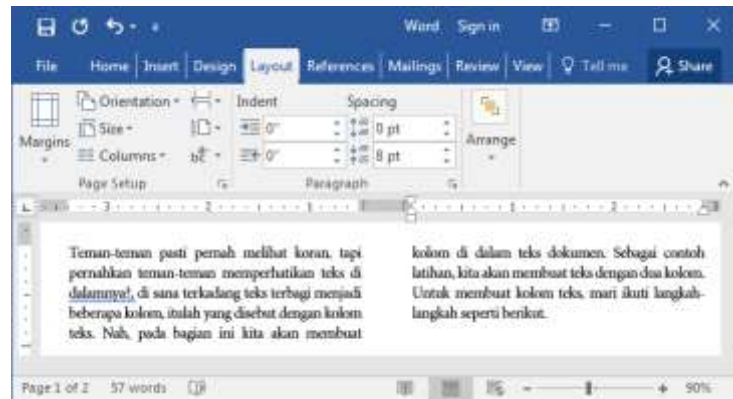 Word Sign in
File Home Insert Design Layout References Mailings Review View Tell me Share
Margins
Orientation
Size
Columns
Page Setup
Indent
0"
0"
Spacing
0 pt
8 pt
Paragraph
Arrange
Teman-teman pasti pernah melihat koran, tapi
pernahkan teman-teman memperhatikan teks di
dalamnya?, di sana terkadang teks terbagi menjadi
beberapa kolom, itulah yang disebut dengan kolom
teks. Nah, pada bagian ini kita akan membuat
kolom di dalam teks dokumen. Sebagai contoh
latihan, kita akan membuat teks dengan dua kolom.
Untuk membuat kolom teks, mari ikuti langkah-
langkah seperti berikut.
Page 1 of 2 57 words 90%